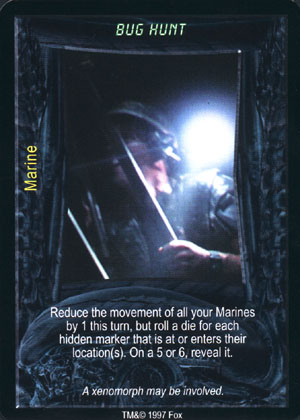 BUG HUNT
Marine
Reduce the movement of all your Marines
by 1 this turn, but roll a die for each
hidden marker that is at or enters their
location(s). On a 5 or 6, reveal it.
A xenomorph may be involved.
TM&© 1997 Fox